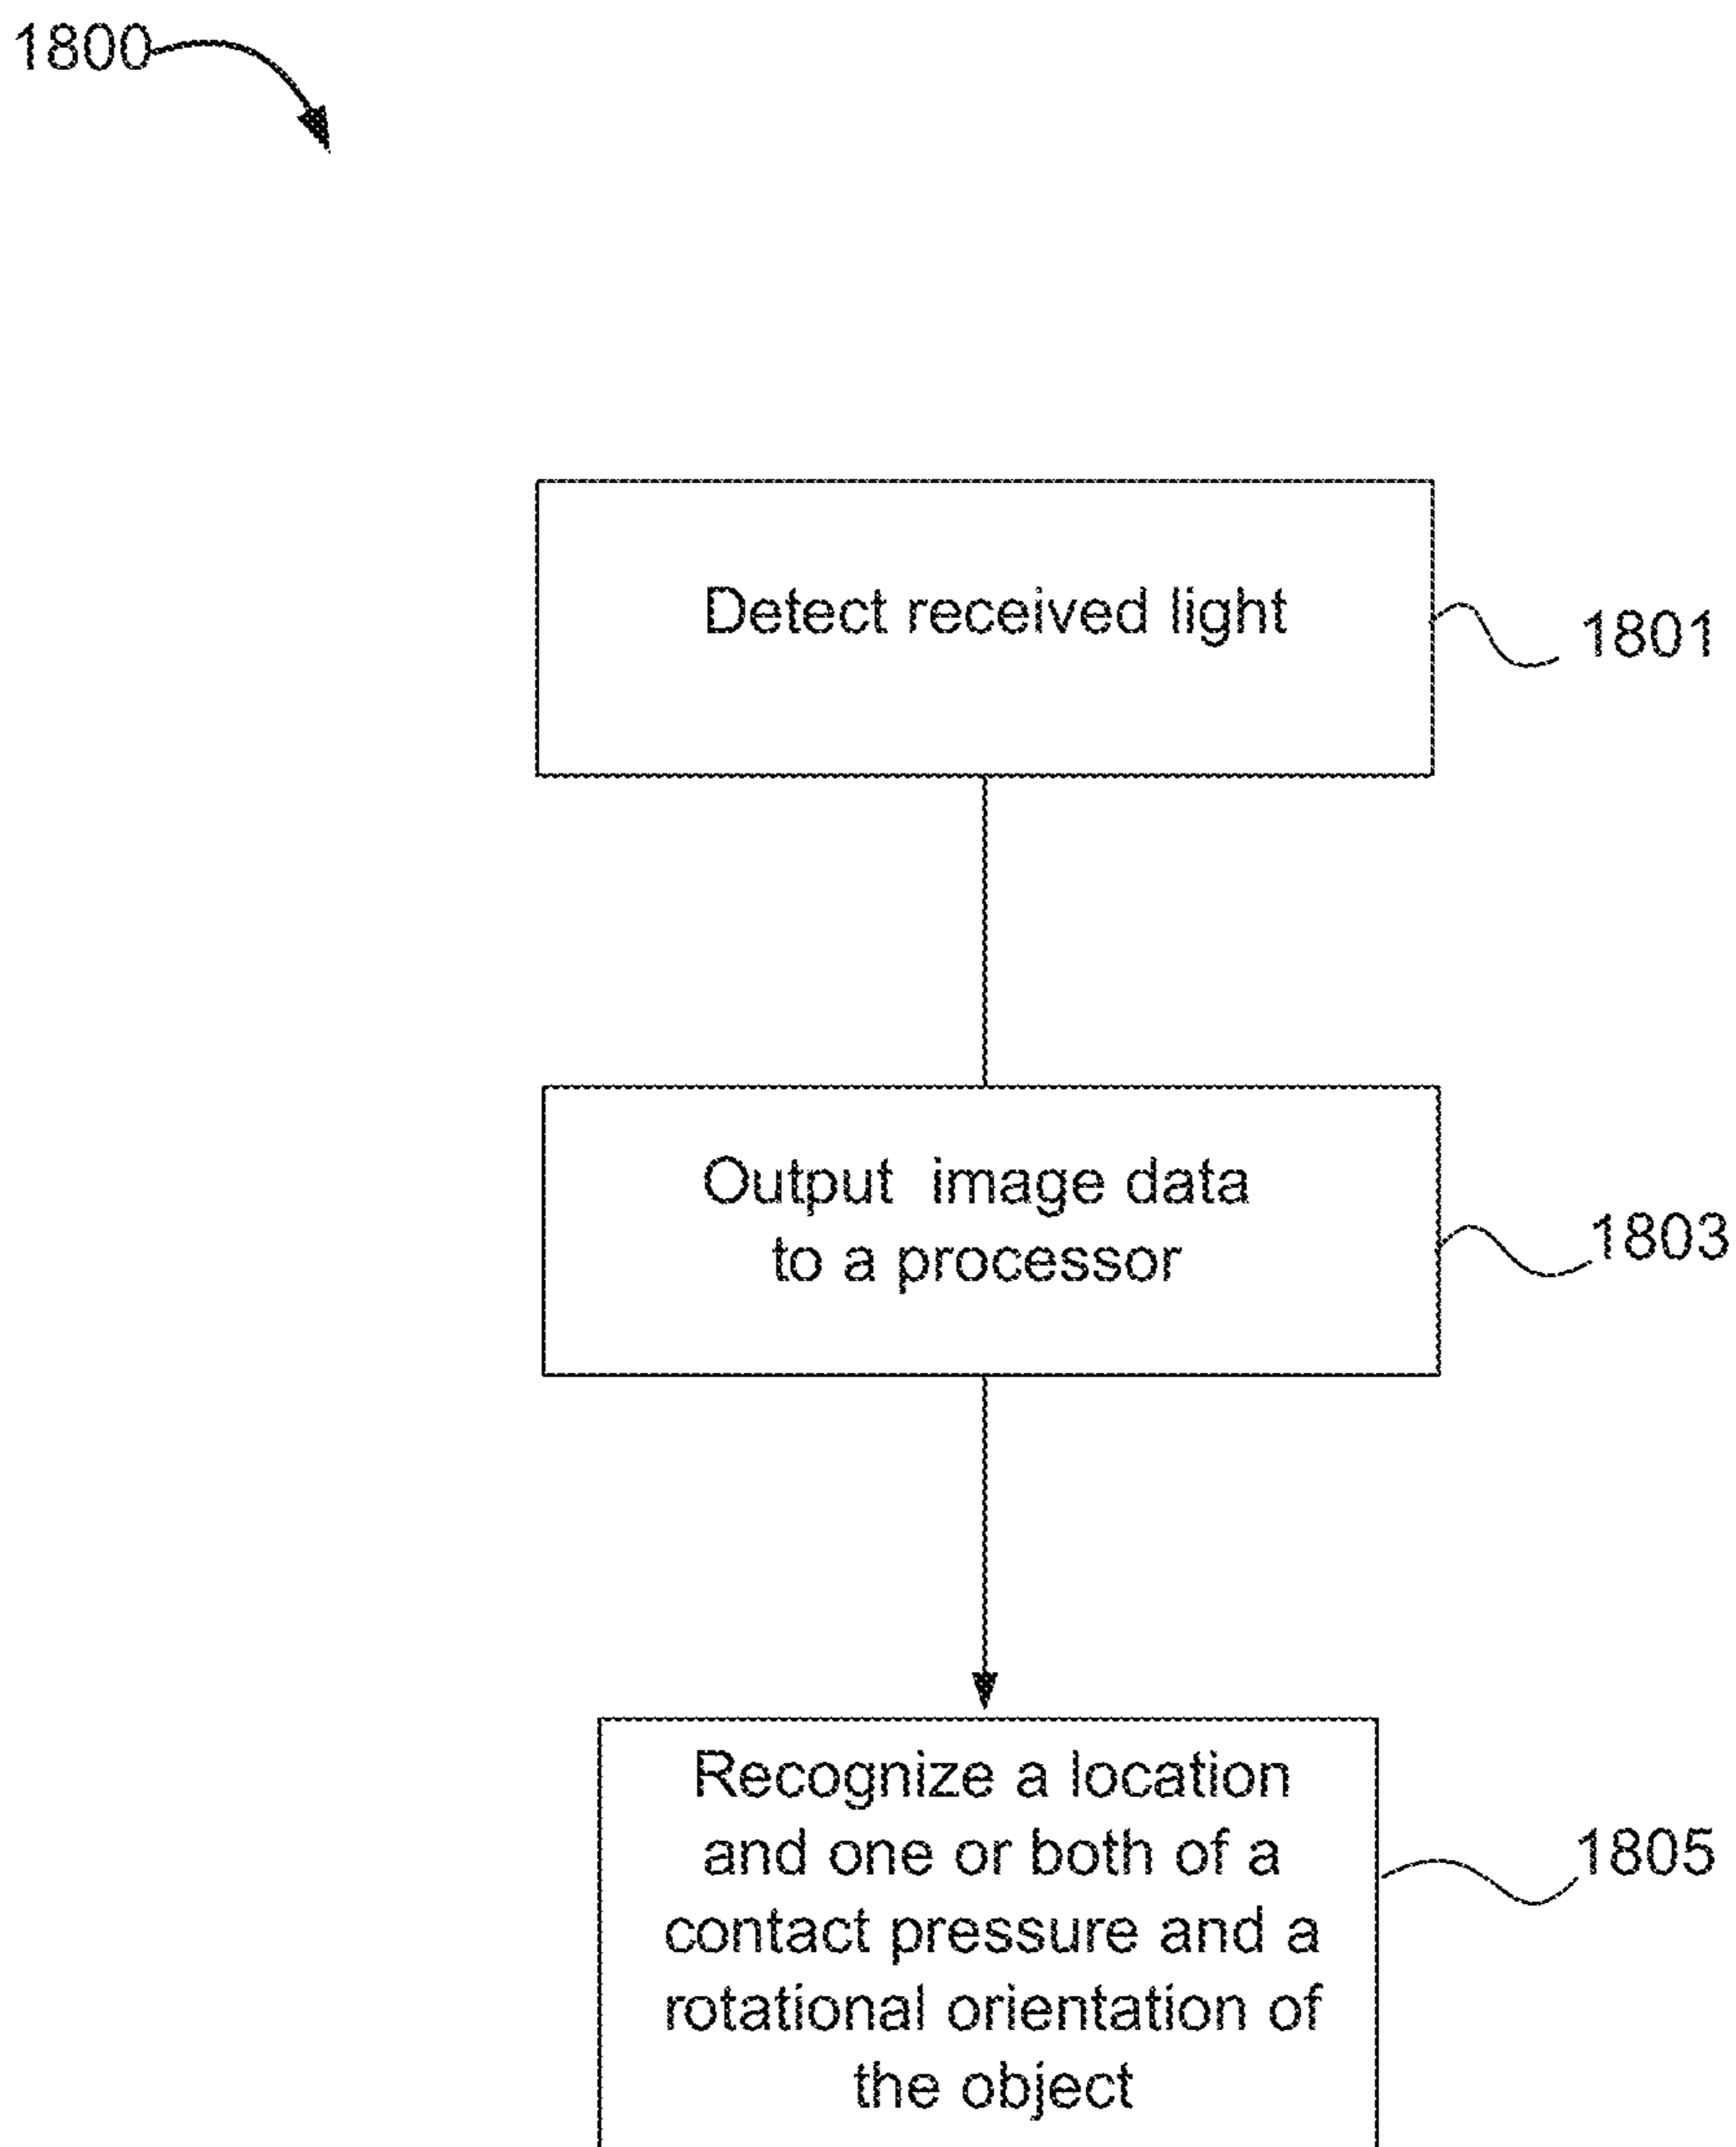 1800
Detect received light
1801
Output image data
to a processor
1803
Recognize a location
and one or both of a
contact pressure and a
rotational orientation of
the object
1805